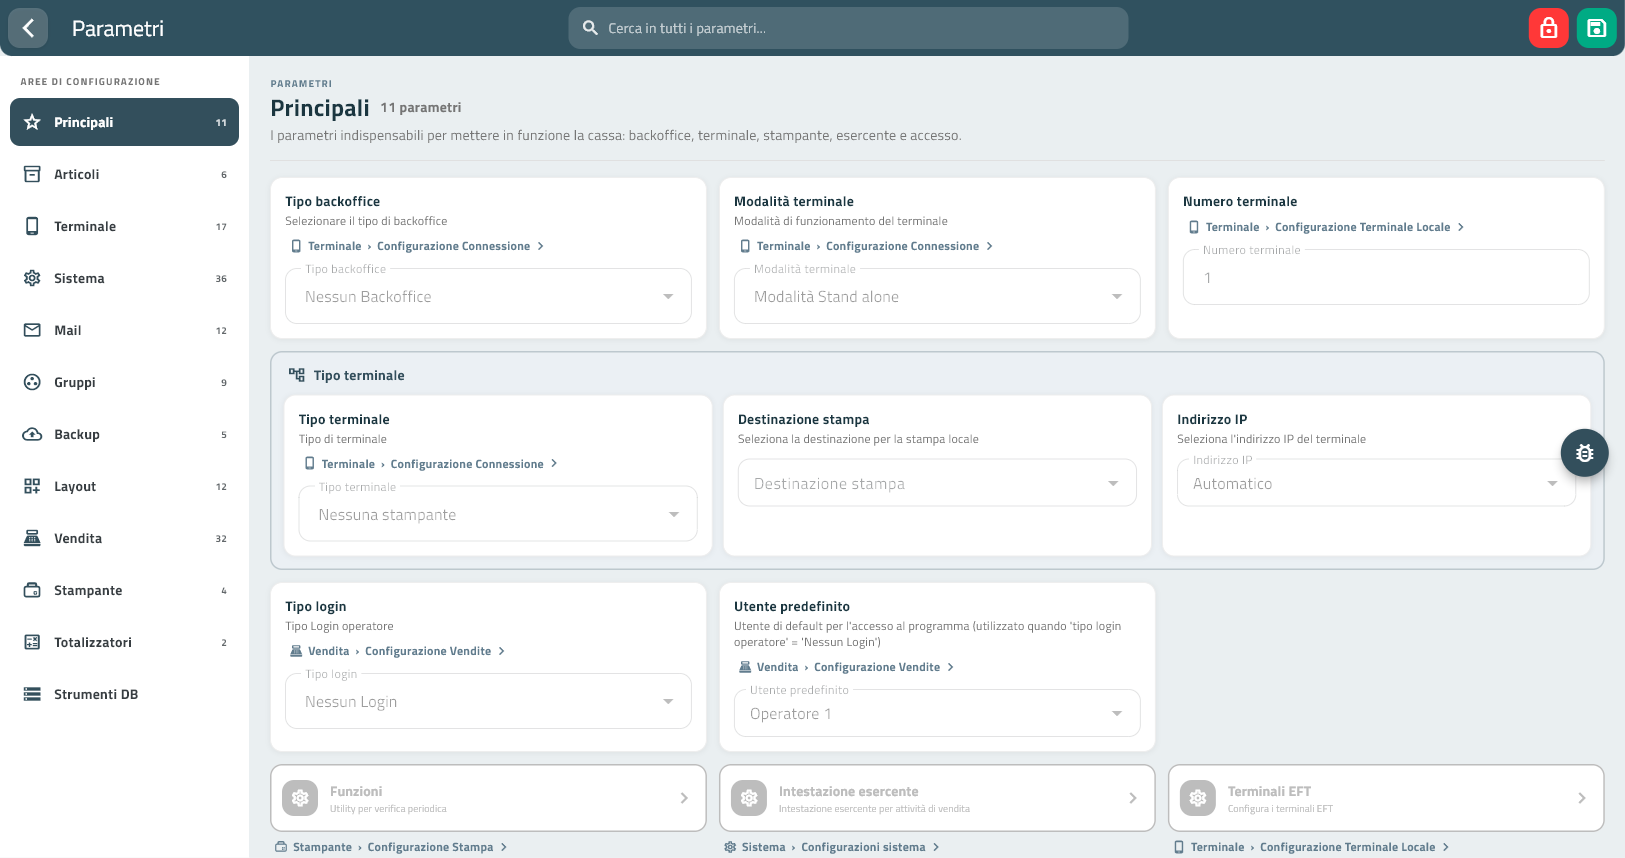 Parametri
Cerca in tutti i parametri...
AREE DI CONFIGURAZIONE
Principali 11
Articoli 6
Terminale 17
Sistema 36
Mail 12
Gruppi 9
Backup 5
Layout 12
Vendita 32
Stampante 4
Totalizzatori 2
Strumenti DB
PARAMETRI
Principali 11 parametri
I parametri indispensabili per mettere in funzione la cassa: backoffice, terminale, stampante, esercente e accesso.
Tipo backoffice
Selezionare il tipo di backoffice
Terminale › Configurazione Connessione
Tipo backoffice
Nessun Backoffice
Modalità terminale
Modalità di funzionamento del terminale
Terminale › Configurazione Connessione
Modalità terminale
Modalità Stand alone
Numero terminale
Terminale › Configurazione Terminale Locale
Numero terminale
1
Tipo terminale
Tipo terminale
Tipo di terminale
Terminale › Configurazione Connessione
Tipo terminale
Nessuna stampante
Destinazione stampa
Seleziona la destinazione per la stampa locale
Destinazione stampa
Indirizzo IP
Seleziona l'indirizzo IP del terminale
Indirizzo IP
Automatico
Tipo login
Tipo Login operatore
Vendita › Configurazione Vendite
Tipo login
Nessun Login
Utente predefinito
Utente di default per l'accesso al programma (utilizzato quando 'tipo login
operatore' = 'Nessun Login')
Vendita › Configurazione Vendite
Utente predefinito
Operatore 1
Funzioni
Utility per verifica periodica
Stampante › Configurazione Stampa
Intestazione esercente
Intestazione esercente per attività di vendita
Sistema › Configurazioni sistema
Terminali EFT
Configura i terminali EFT
Terminale › Configurazione Terminale Locale